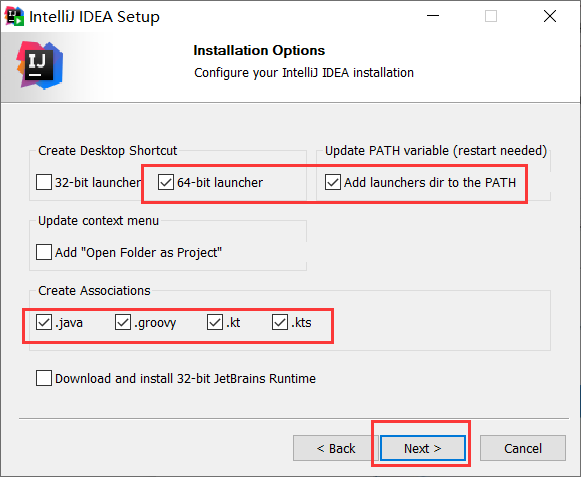 IntelliJ IDEA Setup
IJ
Installation Options
Configure your IntelliJ IDEA installation
Create Desktop Shortcut Update PATH variable (restart needed)
32-bit launcher 64-bit launcher Add launchers dir to the PATH
Update context menu
Add "Open Folder as Project"
Create Associations
.java .groovy .kt .kts
Download and install 32-bit JetBrains Runtime
< Back Next > Cancel